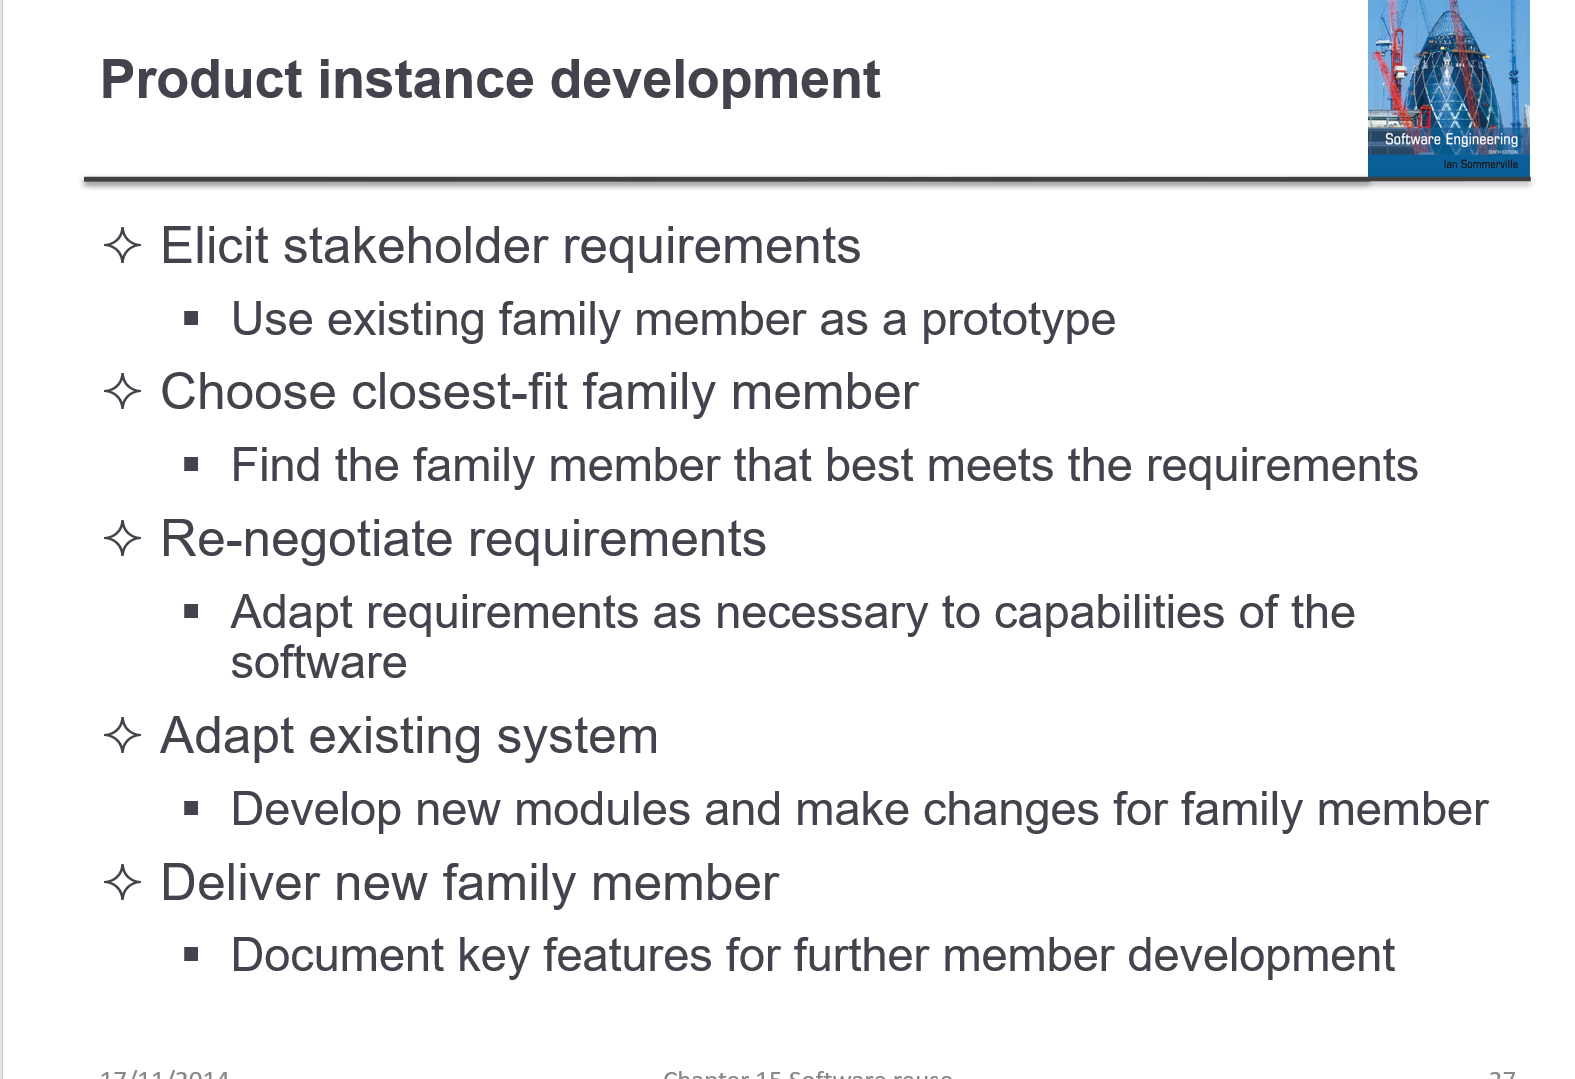 Product instance development
Software Engineering
TENTH EDITION
Ian Sommerville
✧ Elicit stakeholder requirements
▪ Use existing family member as a prototype
✧ Choose closest-fit family member
▪ Find the family member that best meets the requirements
✧ Re-negotiate requirements
▪ Adapt requirements as necessary to capabilities of the
software
✧ Adapt existing system
▪ Develop new modules and make changes for family member
✧ Deliver new family member
▪ Document key features for further member development
17/11/2014
Chapter 15 Software reuse